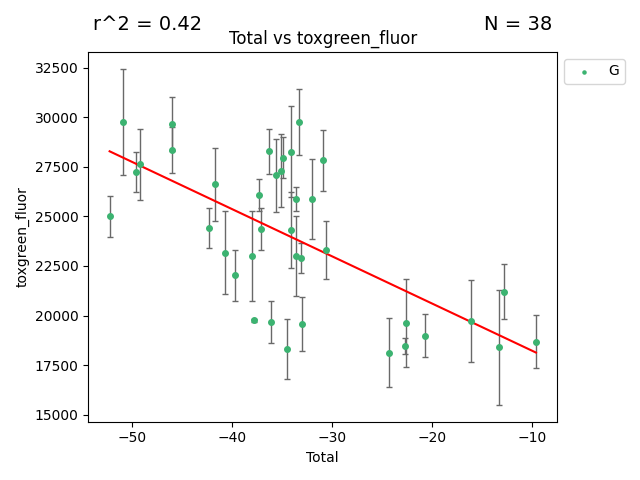 r^2 = 0.42
N = 38
Total vs toxgreen_fluor
G
32500
30000
27500
25000
22500
20000
17500
15000
toxgreen_fluor
−50
−40
−30
−20
−10
Total